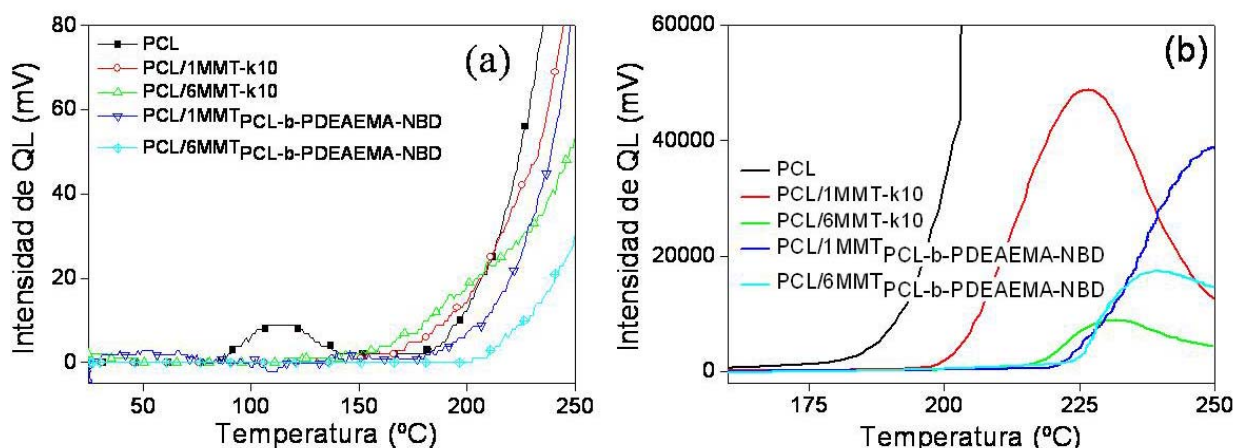 (a)
Intensidad de QL (mV)
80
60
40
20
0
PCL
PCL/1MMT-k10
PCL/6MMT-k10
PCL/1MMTPCL-b-PDEAEMA-NBD
PCL/6MMTPCL-b-PDEAEMA-NBD
50 100 150 200 250
Temperatura (ºC)
(b)
Intensidad de QL (mV)
60000
40000
20000
0
PCL
PCL/1MMT-k10
PCL/6MMT-k10
PCL/1MMTPCL-b-PDEAEMA-NBD
PCL/6MMTPCL-b-PDEAEMA-NBD
175 200 225 250
Temperatura (ºC)